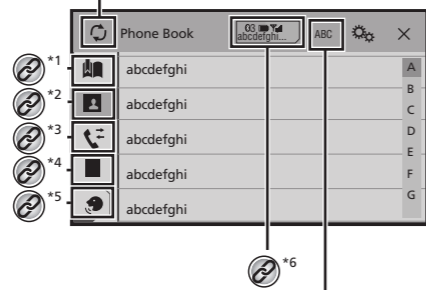 Phone Book
03
abcdefghi...
ABC
*1
abcdefghi
A
B
*2
abcdefghi
C
*3
abcdefghi
D
E
*4
abcdefghi
F
G
*5
abcdefghi
*6